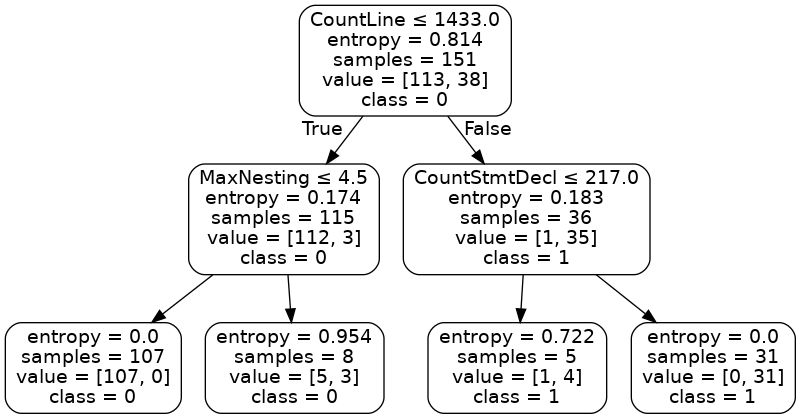 CountLine ≤ 1433.0
entropy = 0.814
samples = 151
value = [113, 38]
class = 0
True
False
MaxNesting ≤ 4.5
entropy = 0.174
samples = 115
value = [112, 3]
class = 0
CountStmtDecl ≤ 217.0
entropy = 0.183
samples = 36
value = [1, 35]
class = 1
entropy = 0.0
samples = 107
value = [107, 0]
class = 0
entropy = 0.954
samples = 8
value = [5, 3]
class = 0
entropy = 0.722
samples = 5
value = [1, 4]
class = 1
entropy = 0.0
samples = 31
value = [0, 31]
class = 1